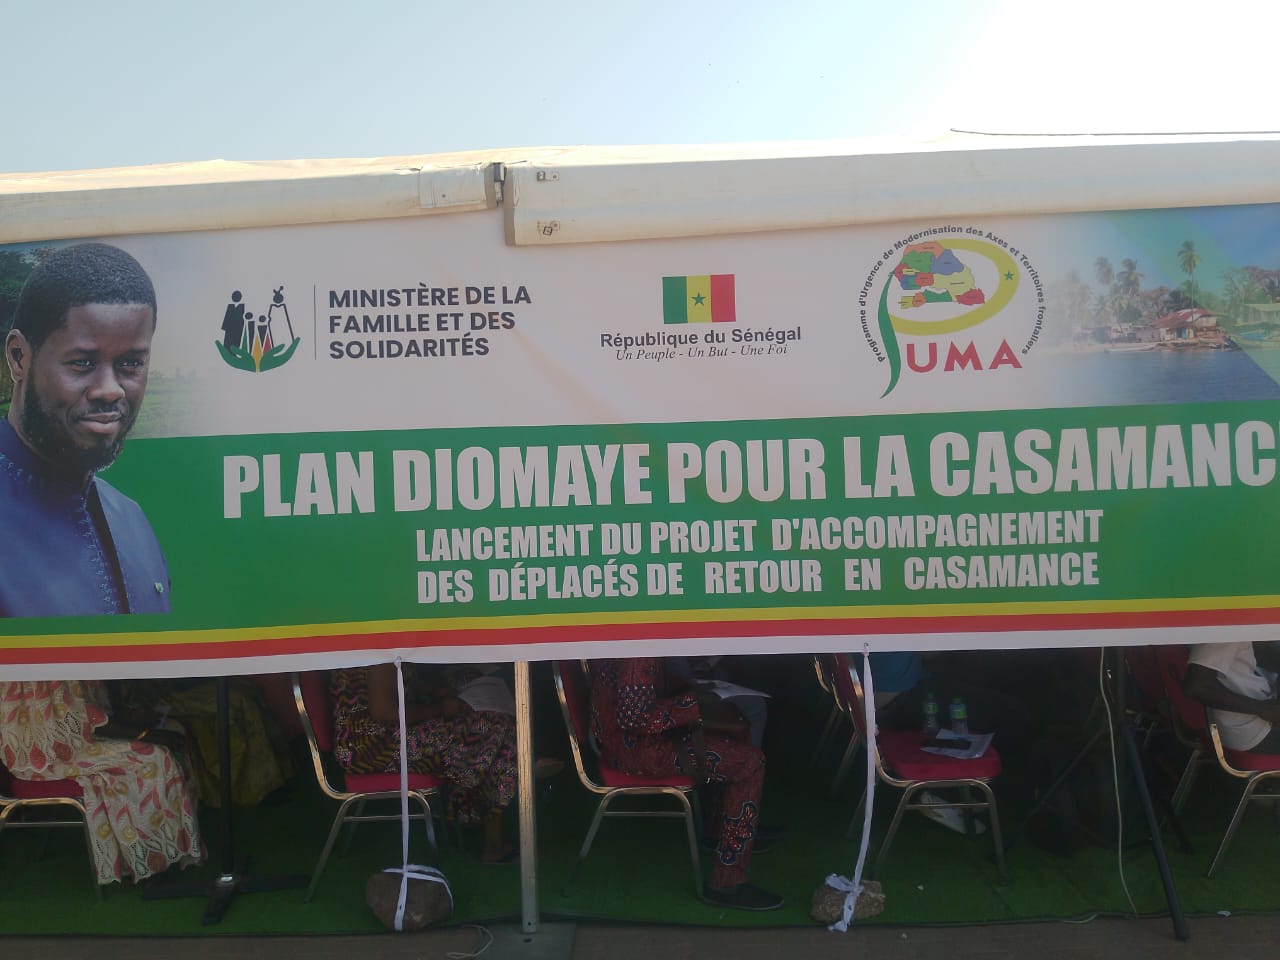 MINISTÈRE DE LA
FAMILLE ET DES
SOLIDARITÉS
République du Sénégal
Un Peuple - Un But - Une Foi
Programme d'Urgence de Modernisation des Axes et Territoires frontaliers
PUMA
PLAN DIOMAYE POUR LA CASAMANC
LANCEMENT DU PROJET D'ACCOMPAGNEMENT
DES DÉPLACÉS DE RETOUR EN CASAMANCE